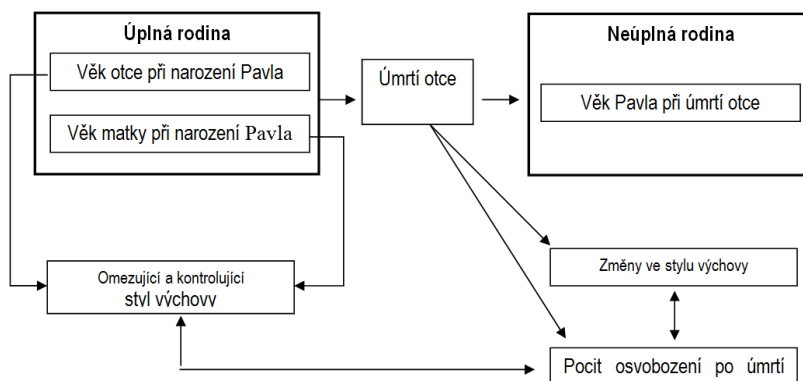 Úplná rodina
Věk otce při narození Pavla
Věk matky při narození Pavla
Úmrtí otce
Neúplná rodina
Věk Pavla při úmrtí otce
Omezující a kontrolující
styl výchovy
Změny ve stylu výchovy
Pocit osvobození po úmrtí